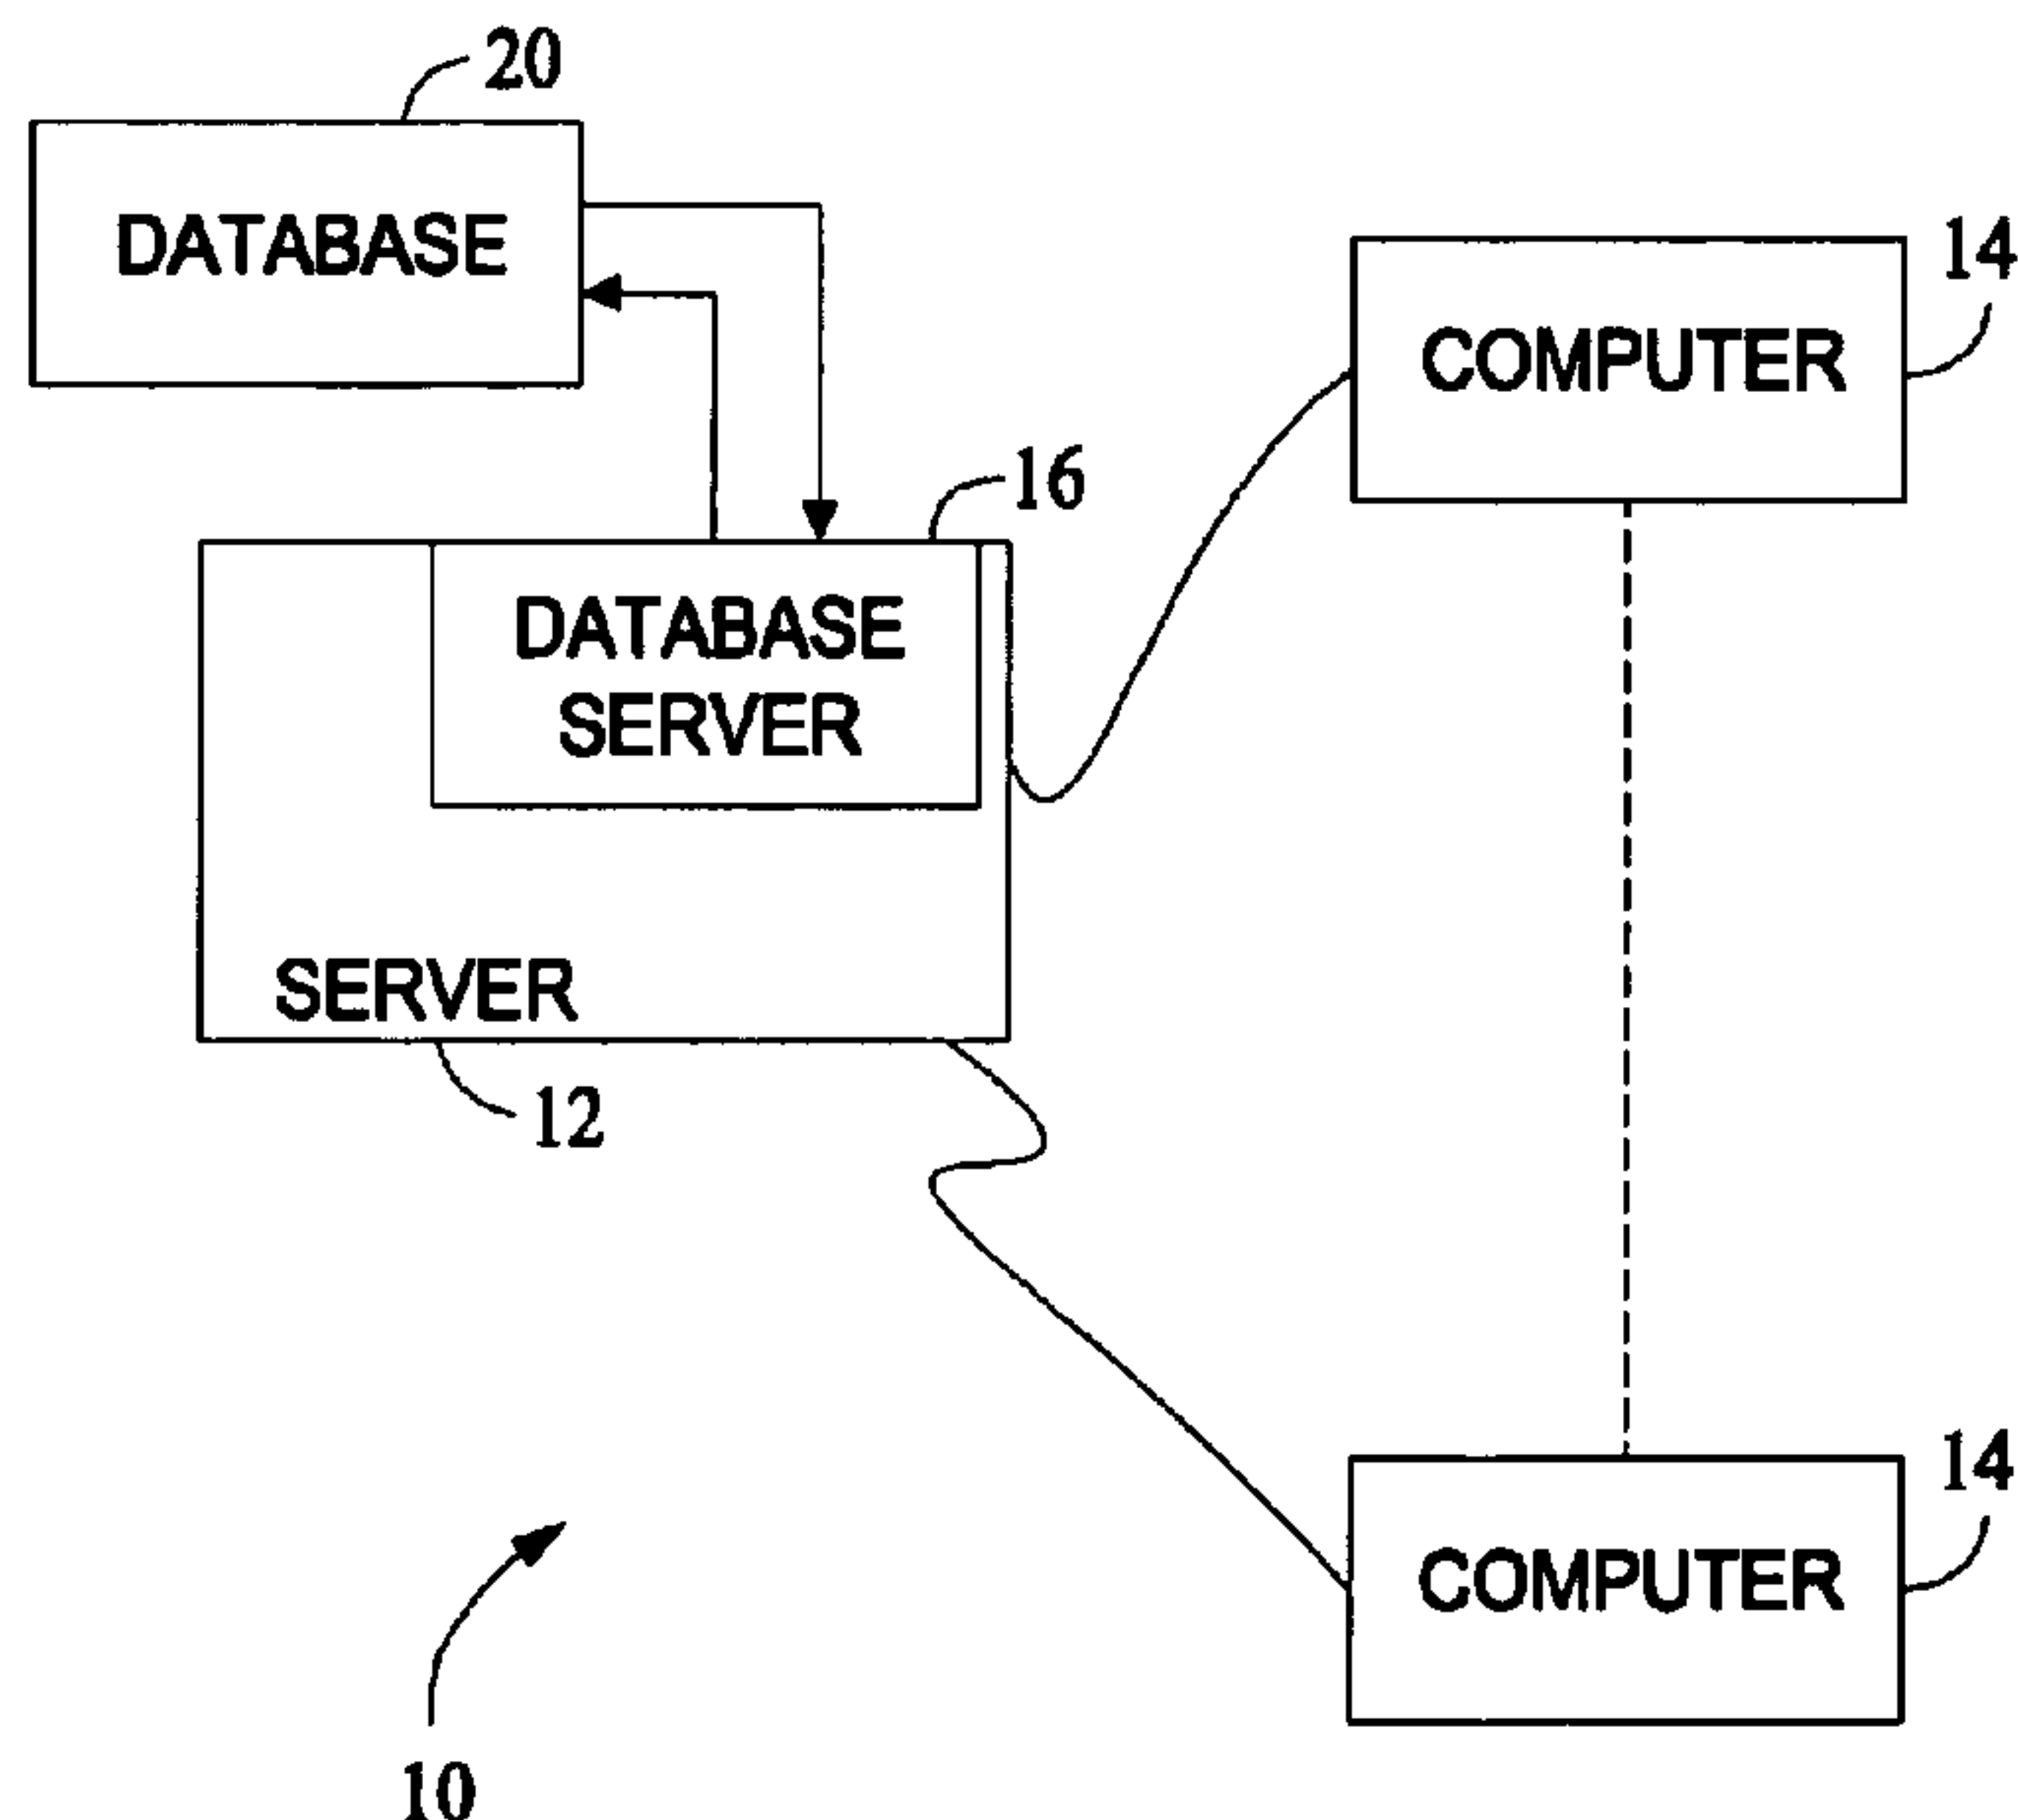 20
DATABASE
14
COMPUTER
16
DATABASE
SERVER
SERVER
12
14
COMPUTER
10